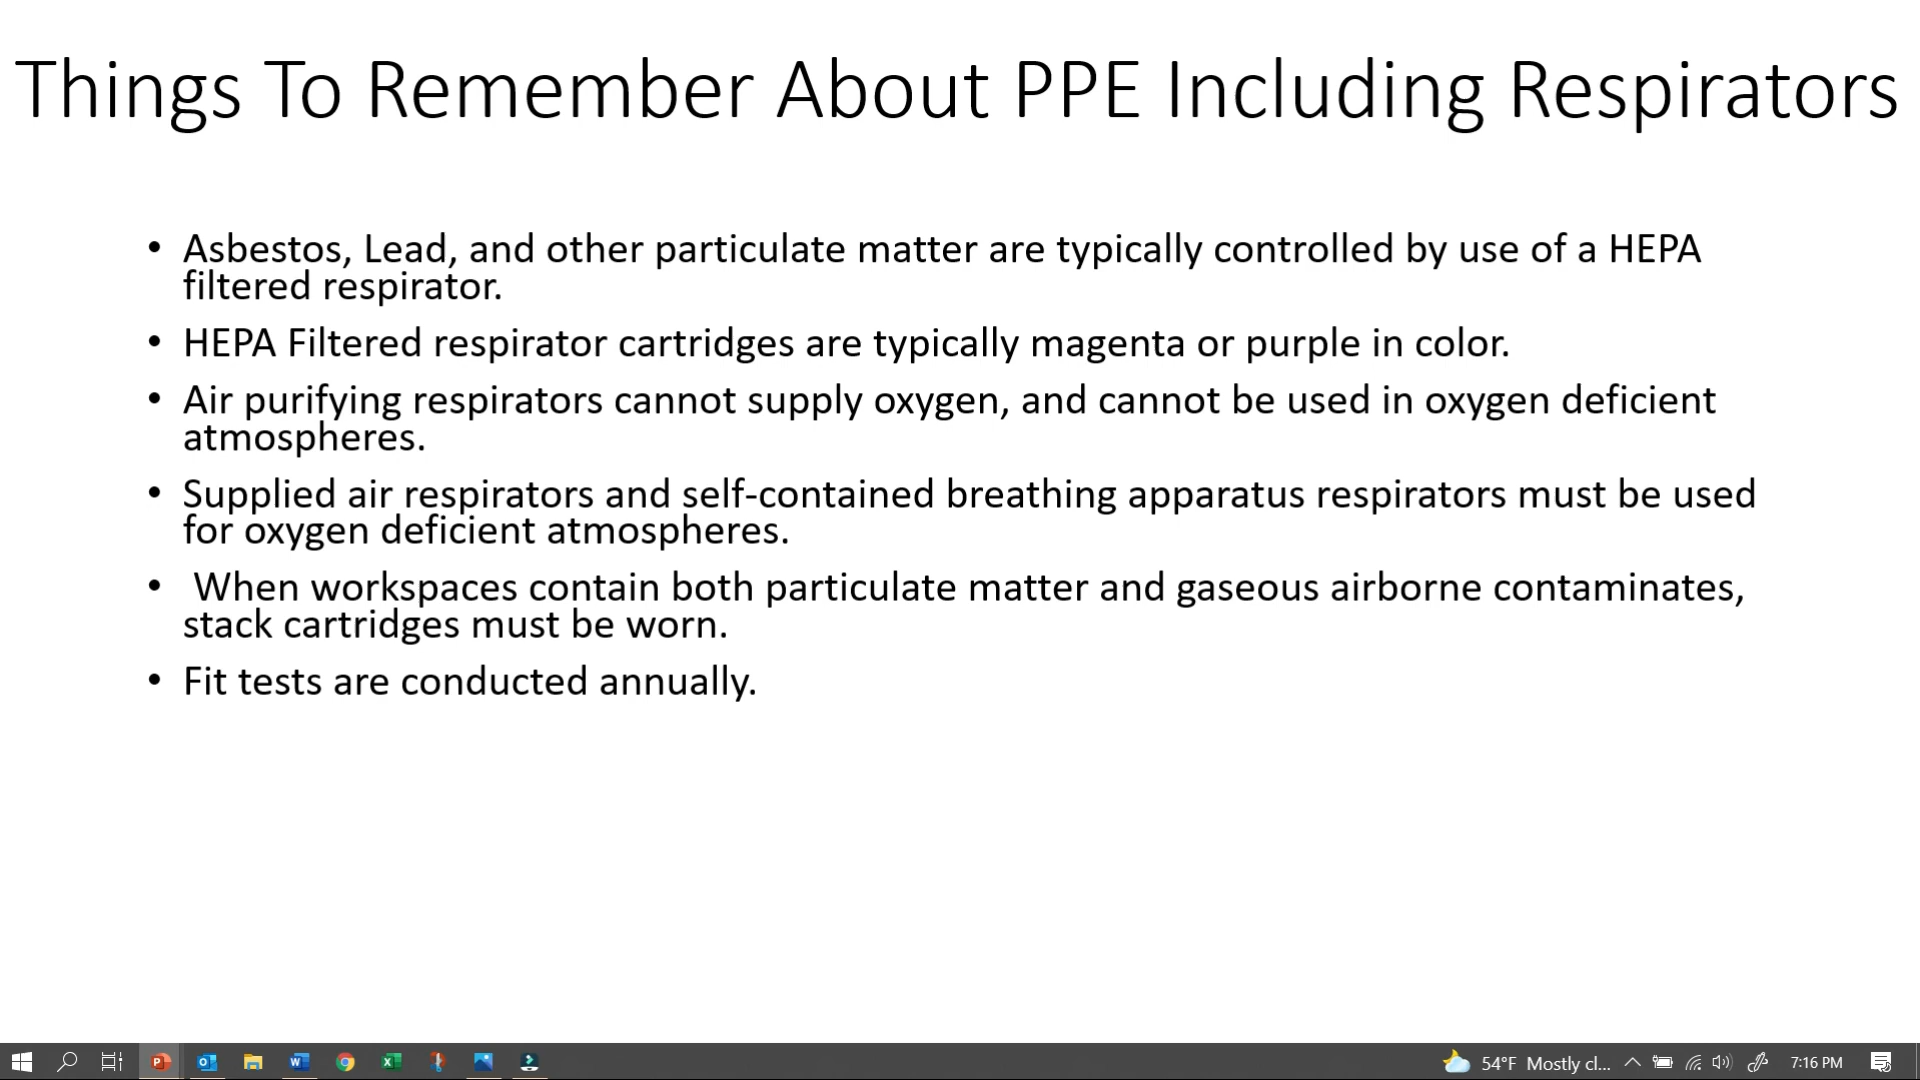 Things To Remember About PPE Including Respirators
• Asbestos, Lead, and other particulate matter are typically controlled by use of a HEPA
filtered respirator.
• HEPA Filtered respirator cartridges are typically magenta or purple in color.
• Air purifying respirators cannot supply oxygen, and cannot be used in oxygen deficient
atmospheres.
• Supplied air respirators and self-contained breathing apparatus respirators must be used
for oxygen deficient atmospheres.
• When workspaces contain both particulate matter and gaseous airborne contaminates,
stack cartridges must be worn.
• Fit tests are conducted annually.
54°F Mostly cl... 7:16 PM